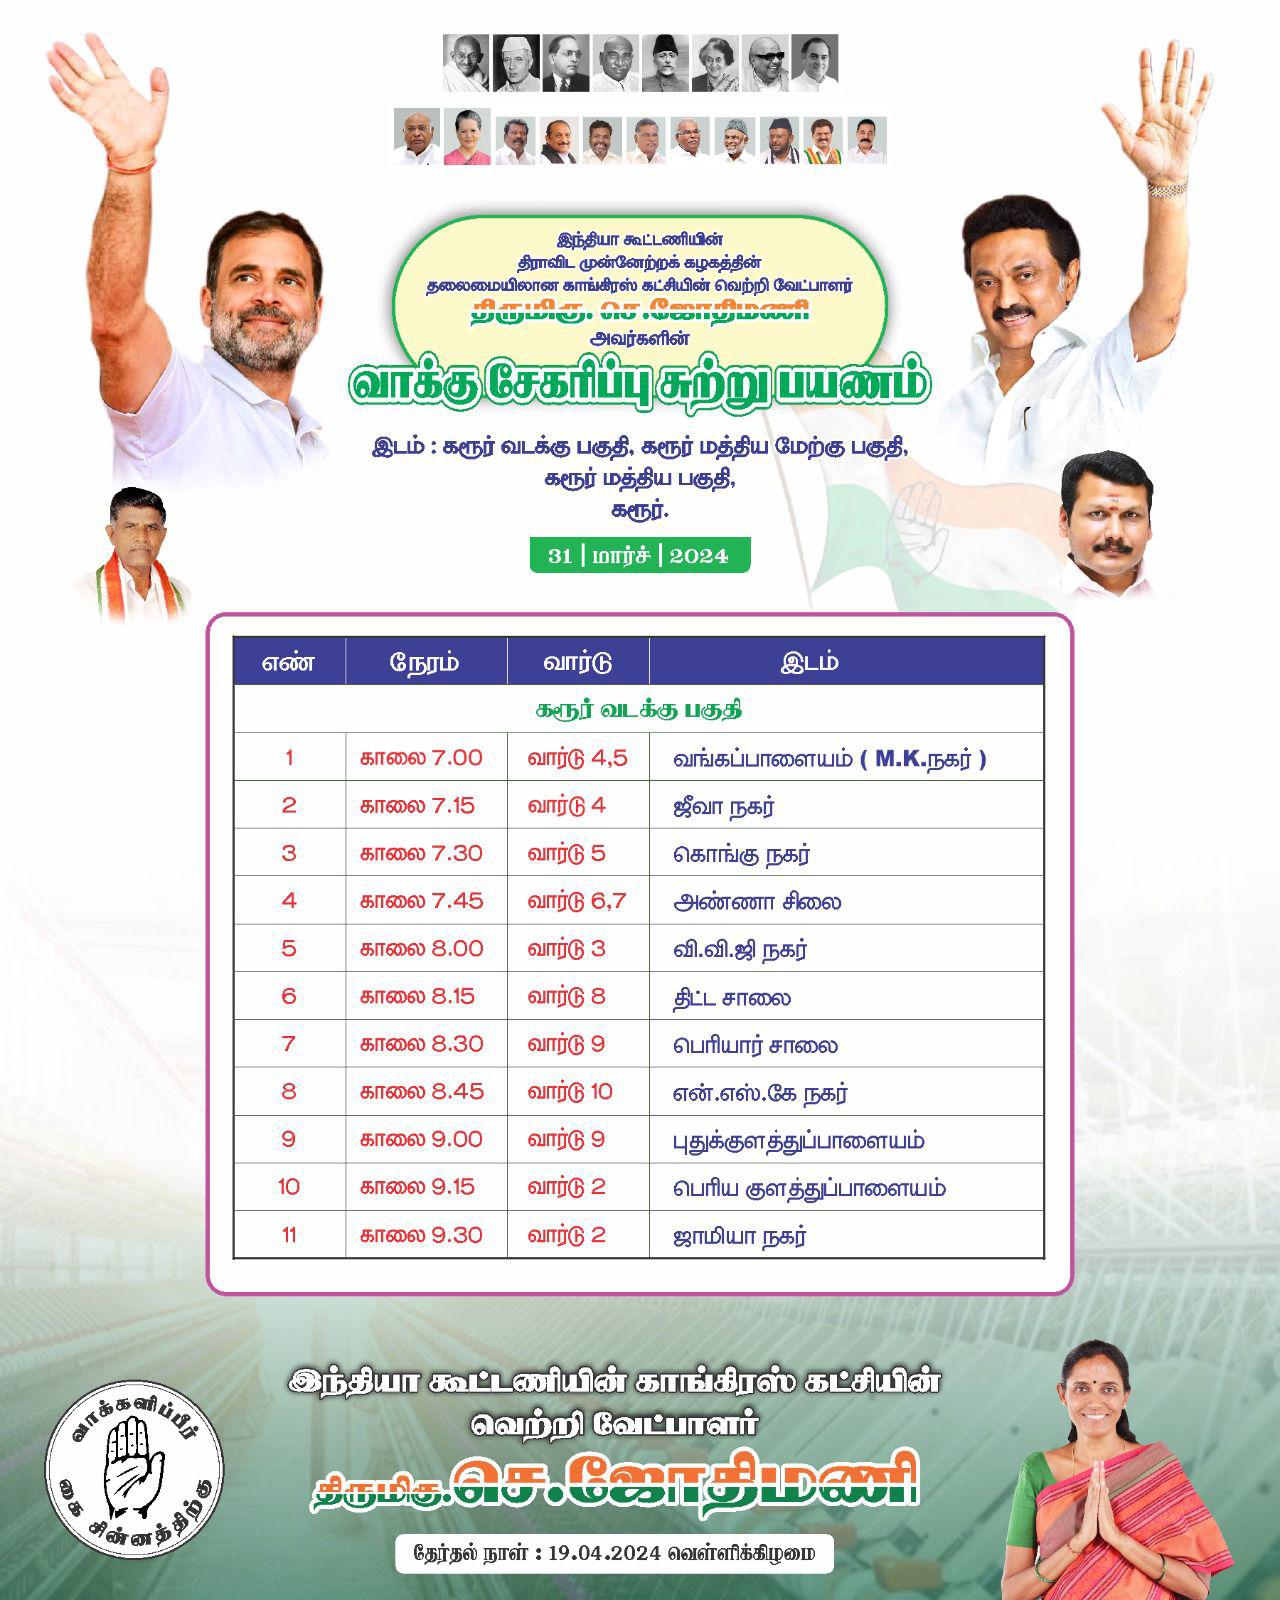 இந்தியா கூட்டணியின்
திராவிட முன்னேற்றக் கழகத்தின்
தலைமையிலான காங்கிரஸ் கட்சியின் வெற்றி வேட்பாளர்
திருமிகு. செ.ஜோதிமணி
அவர்களின்
வாக்கு சேகரிப்பு சுற்று பயணம்
இடம் : கரூர் வடக்கு பகுதி, கரூர் மத்திய மேற்கு பகுதி,
கரூர் மத்திய பகுதி,
கரூர்.
31 | மார்ச் | 2024
எண் நேரம் வார்டு இடம்
கரூர் வடக்கு பகுதி
1 காலை 7.00 வார்டு 4,5 வங்கப்பாளையம் ( M.K.நகர் )
2 காலை 7.15 வார்டு 4 ஜீவா நகர்
3 காலை 7.30 வார்டு 5 கொங்கு நகர்
4 காலை 7.45 வார்டு 6,7 அண்ணா சிலை
5 காலை 8.00 வார்டு 3 வி.வி.ஜி நகர்
6 காலை 8.15 வார்டு 8 திட்ட சாலை
7 காலை 8.30 வார்டு 9 பெரியார் சாலை
8 காலை 8.45 வார்டு 10 என்.எஸ்.கே நகர்
9 காலை 9.00 வார்டு 9 புதுக்குளத்துப்பாளையம்
10 காலை 9.15 வார்டு 2 பெரிய குளத்துப்பாளையம்
11 காலை 9.30 வார்டு 2 ஜாமியா நகர்
இந்தியா கூட்டணியின் காங்கிரஸ் கட்சியின்
வெற்றி வேட்பாளர்
திருமிகு.செ.ஜோதிமணி
தேர்தல் நாள் : 19.04.2024 வெள்ளிக்கிழமை
வாக்களிப்பீர்
கை சின்னத்திற்கு